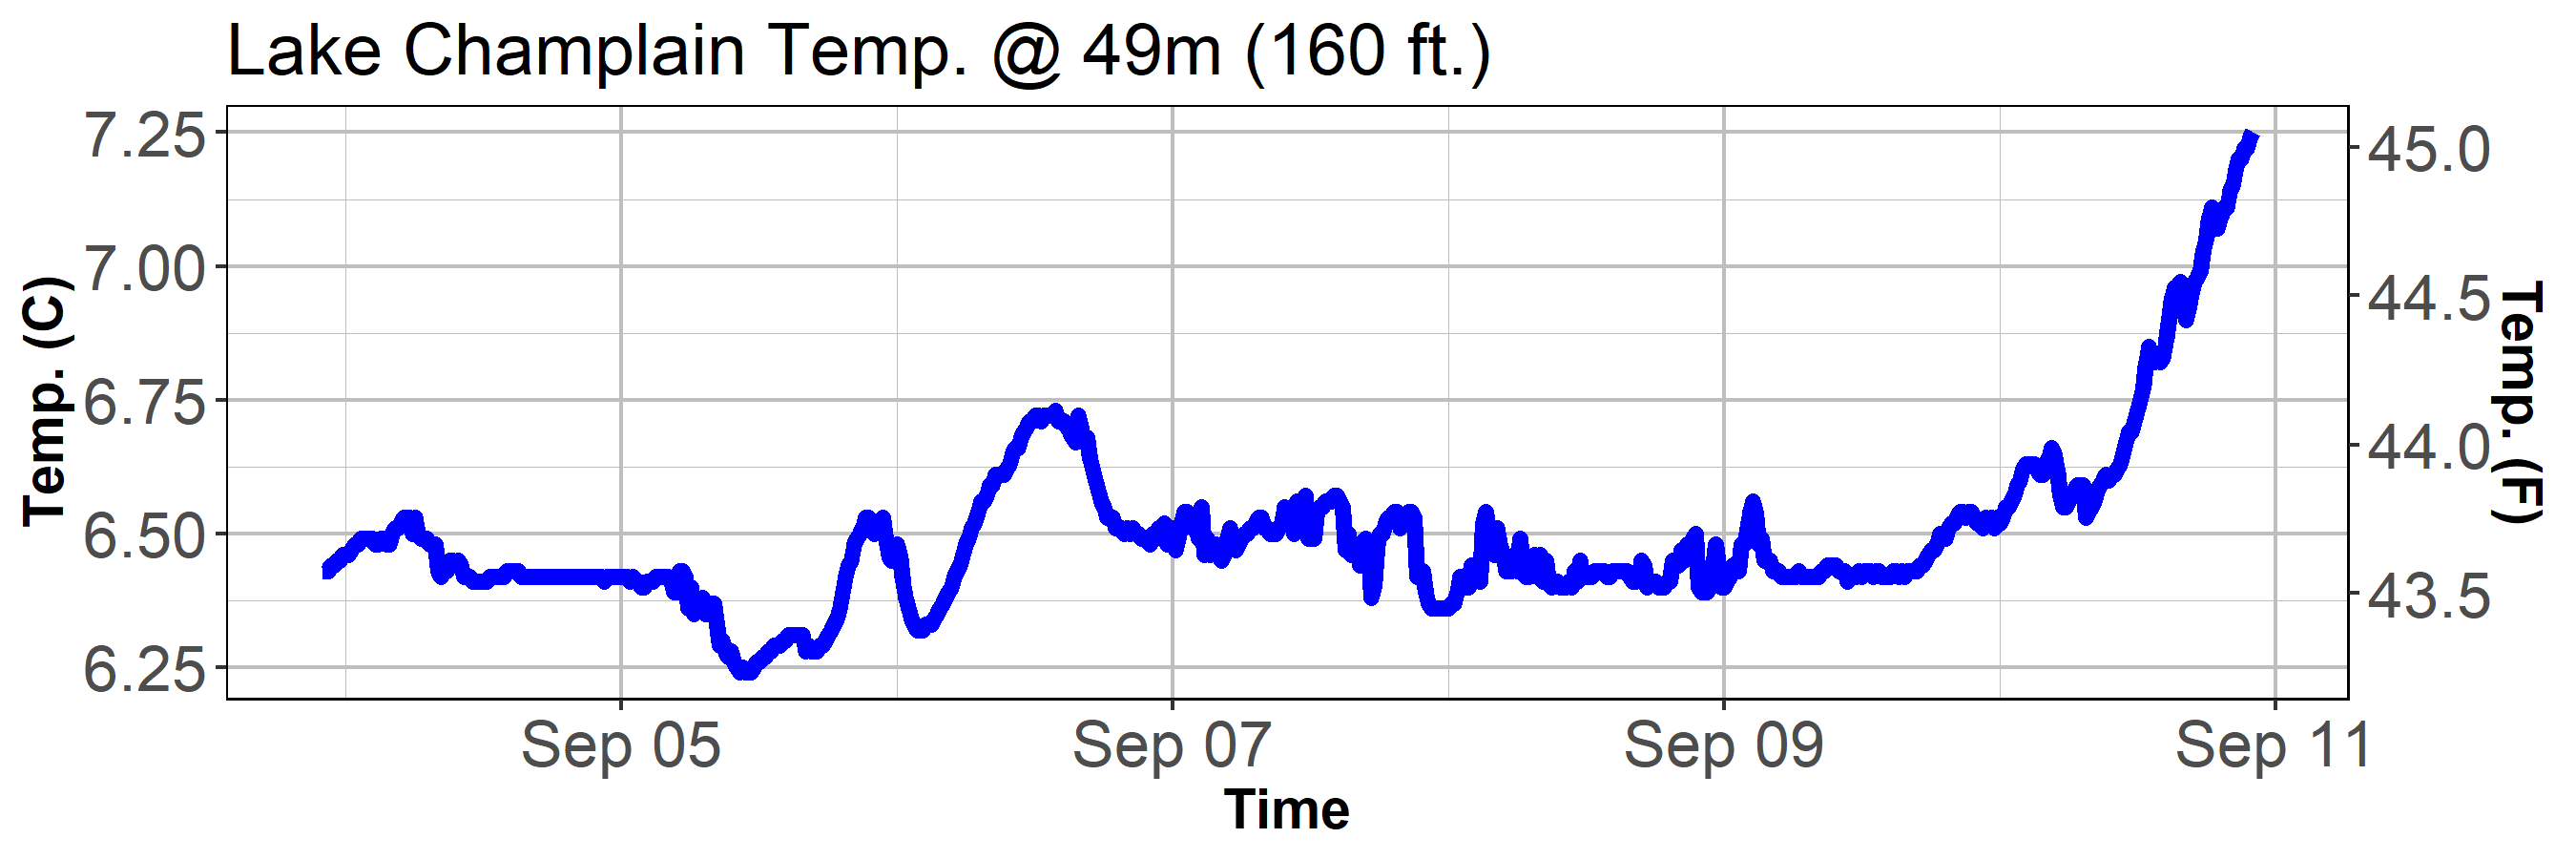 Lake Champlain Temp. @ 49m (160 ft.)
Temp. (C)
7.25
7.00
6.75
6.50
6.25
45.0
44.5
44.0
43.5
Temp. (F)
Sep 05 Sep 07 Sep 09 Sep 11
Time